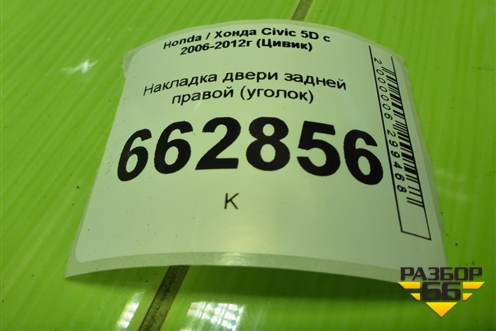 Honda / Хонда Civic 5D с
2006-2012г (Цивик)
Накладка двери задней
правой (уголок)
662856
К
2000006299468
РАЗБОР
66